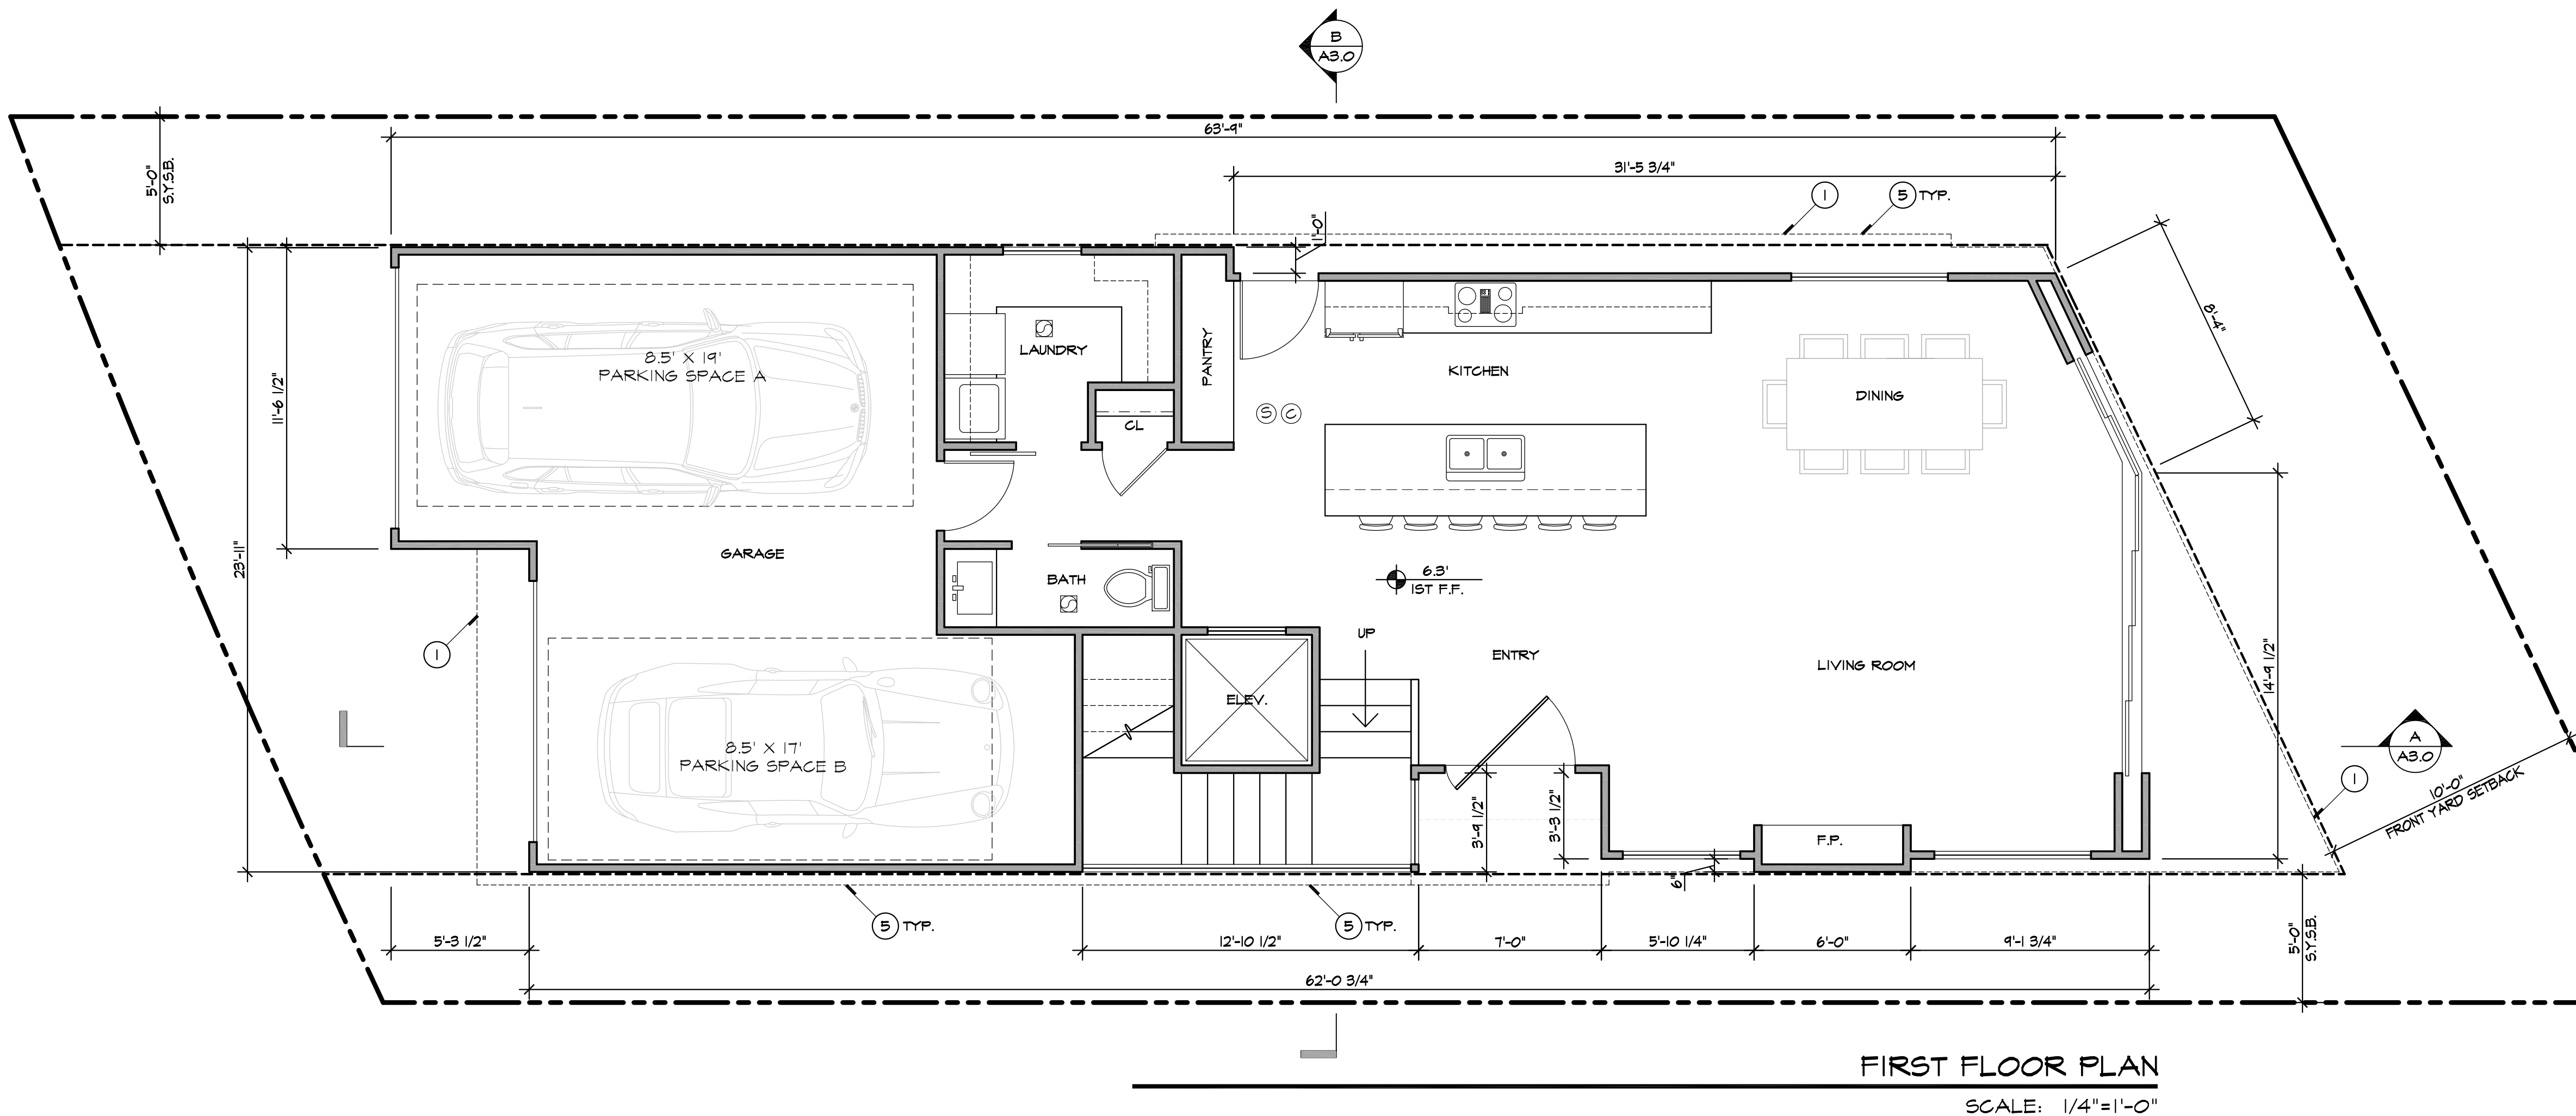 B
A3.0
63'-9"
5'-0"
S.Y.S.B.
31'-5 3/4"
1
5 TYP.
1'-0"
8'-4"
8.5' X 19'
PARKING SPACE A
LAUNDRY
PANTRY
KITCHEN
DINING
11'-6 1/2"
S C
CL
23'-11"
GARAGE
BATH
6.3'
1ST F.F.
1
UP
ENTRY
LIVING ROOM
14'-9 1/2"
ELEV.
8.5' X 17'
PARKING SPACE B
A
A3.0
1
10'-0"
FRONT YARD SETBACK
3'-9 1/2"
3'-3 1/2"
F.P.
6"
5 TYP.
5 TYP.
5'-3 1/2"
12'-10 1/2"
7'-0"
5'-10 1/4"
6'-0"
9'-1 3/4"
5'-0"
S.Y.S.B.
62'-0 3/4"
FIRST FLOOR PLAN
SCALE: 1/4"=1'-0"